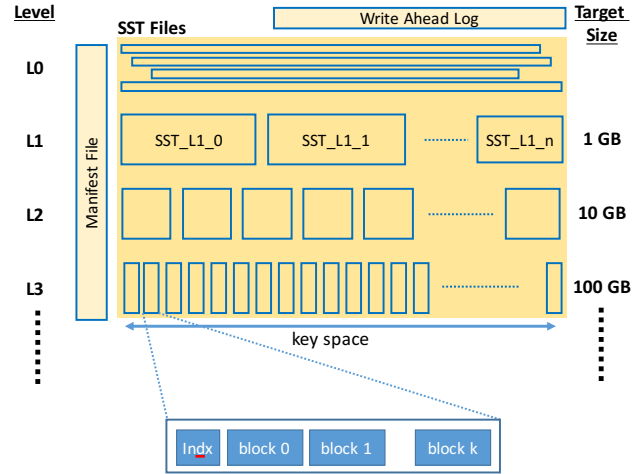 Level
Write Ahead Log
Target
Size
SST Files
L0
Manifest File
L1
SST_L1_0
SST_L1_1
SST_L1_n
1 GB
L2
10 GB
L3
100 GB
key space
Indx
block 0
block 1
block k